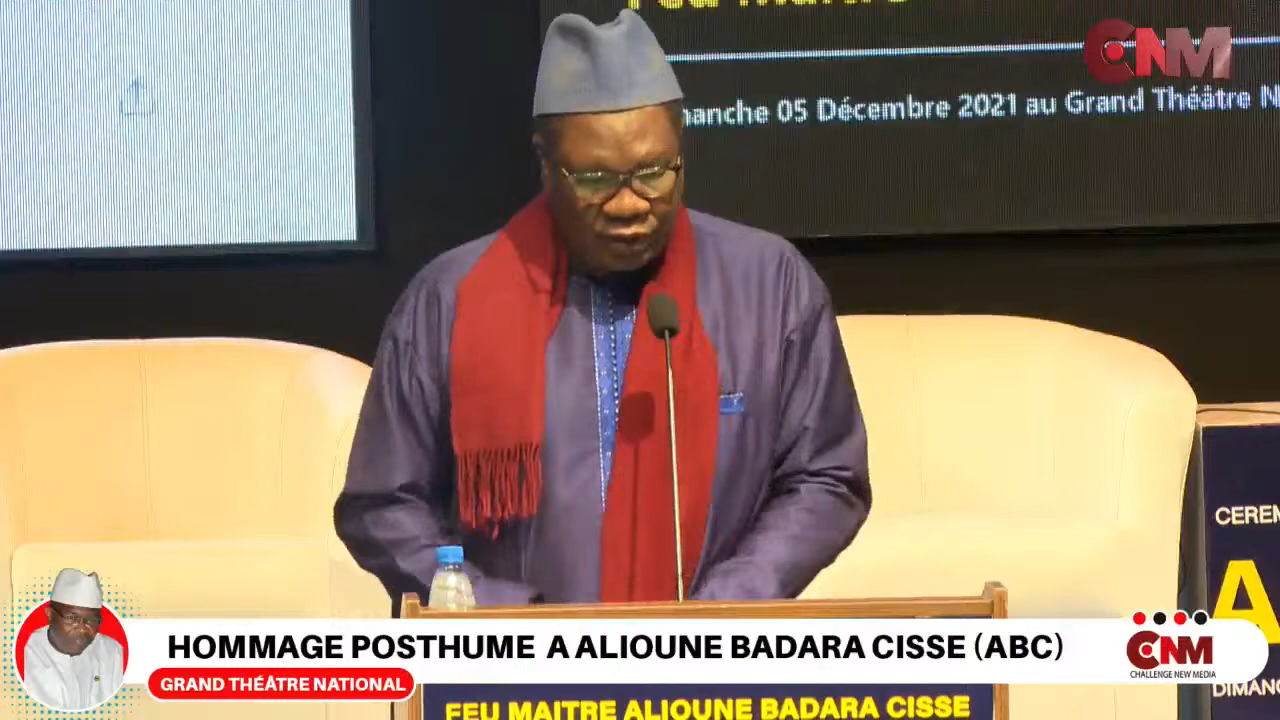 CNM
manche 05 Décembre 2021 au Grand Théâtre N
CEREM
A
HOMMAGE POSTHUME A ALIOUNE BADARA CISSE (ABC)
GRAND THÉÂTRE NATIONAL
CNM
CHALLENGE NEW MEDIA
DIMANC
FEU MAITRE ALIOUNE BADARA CISSE